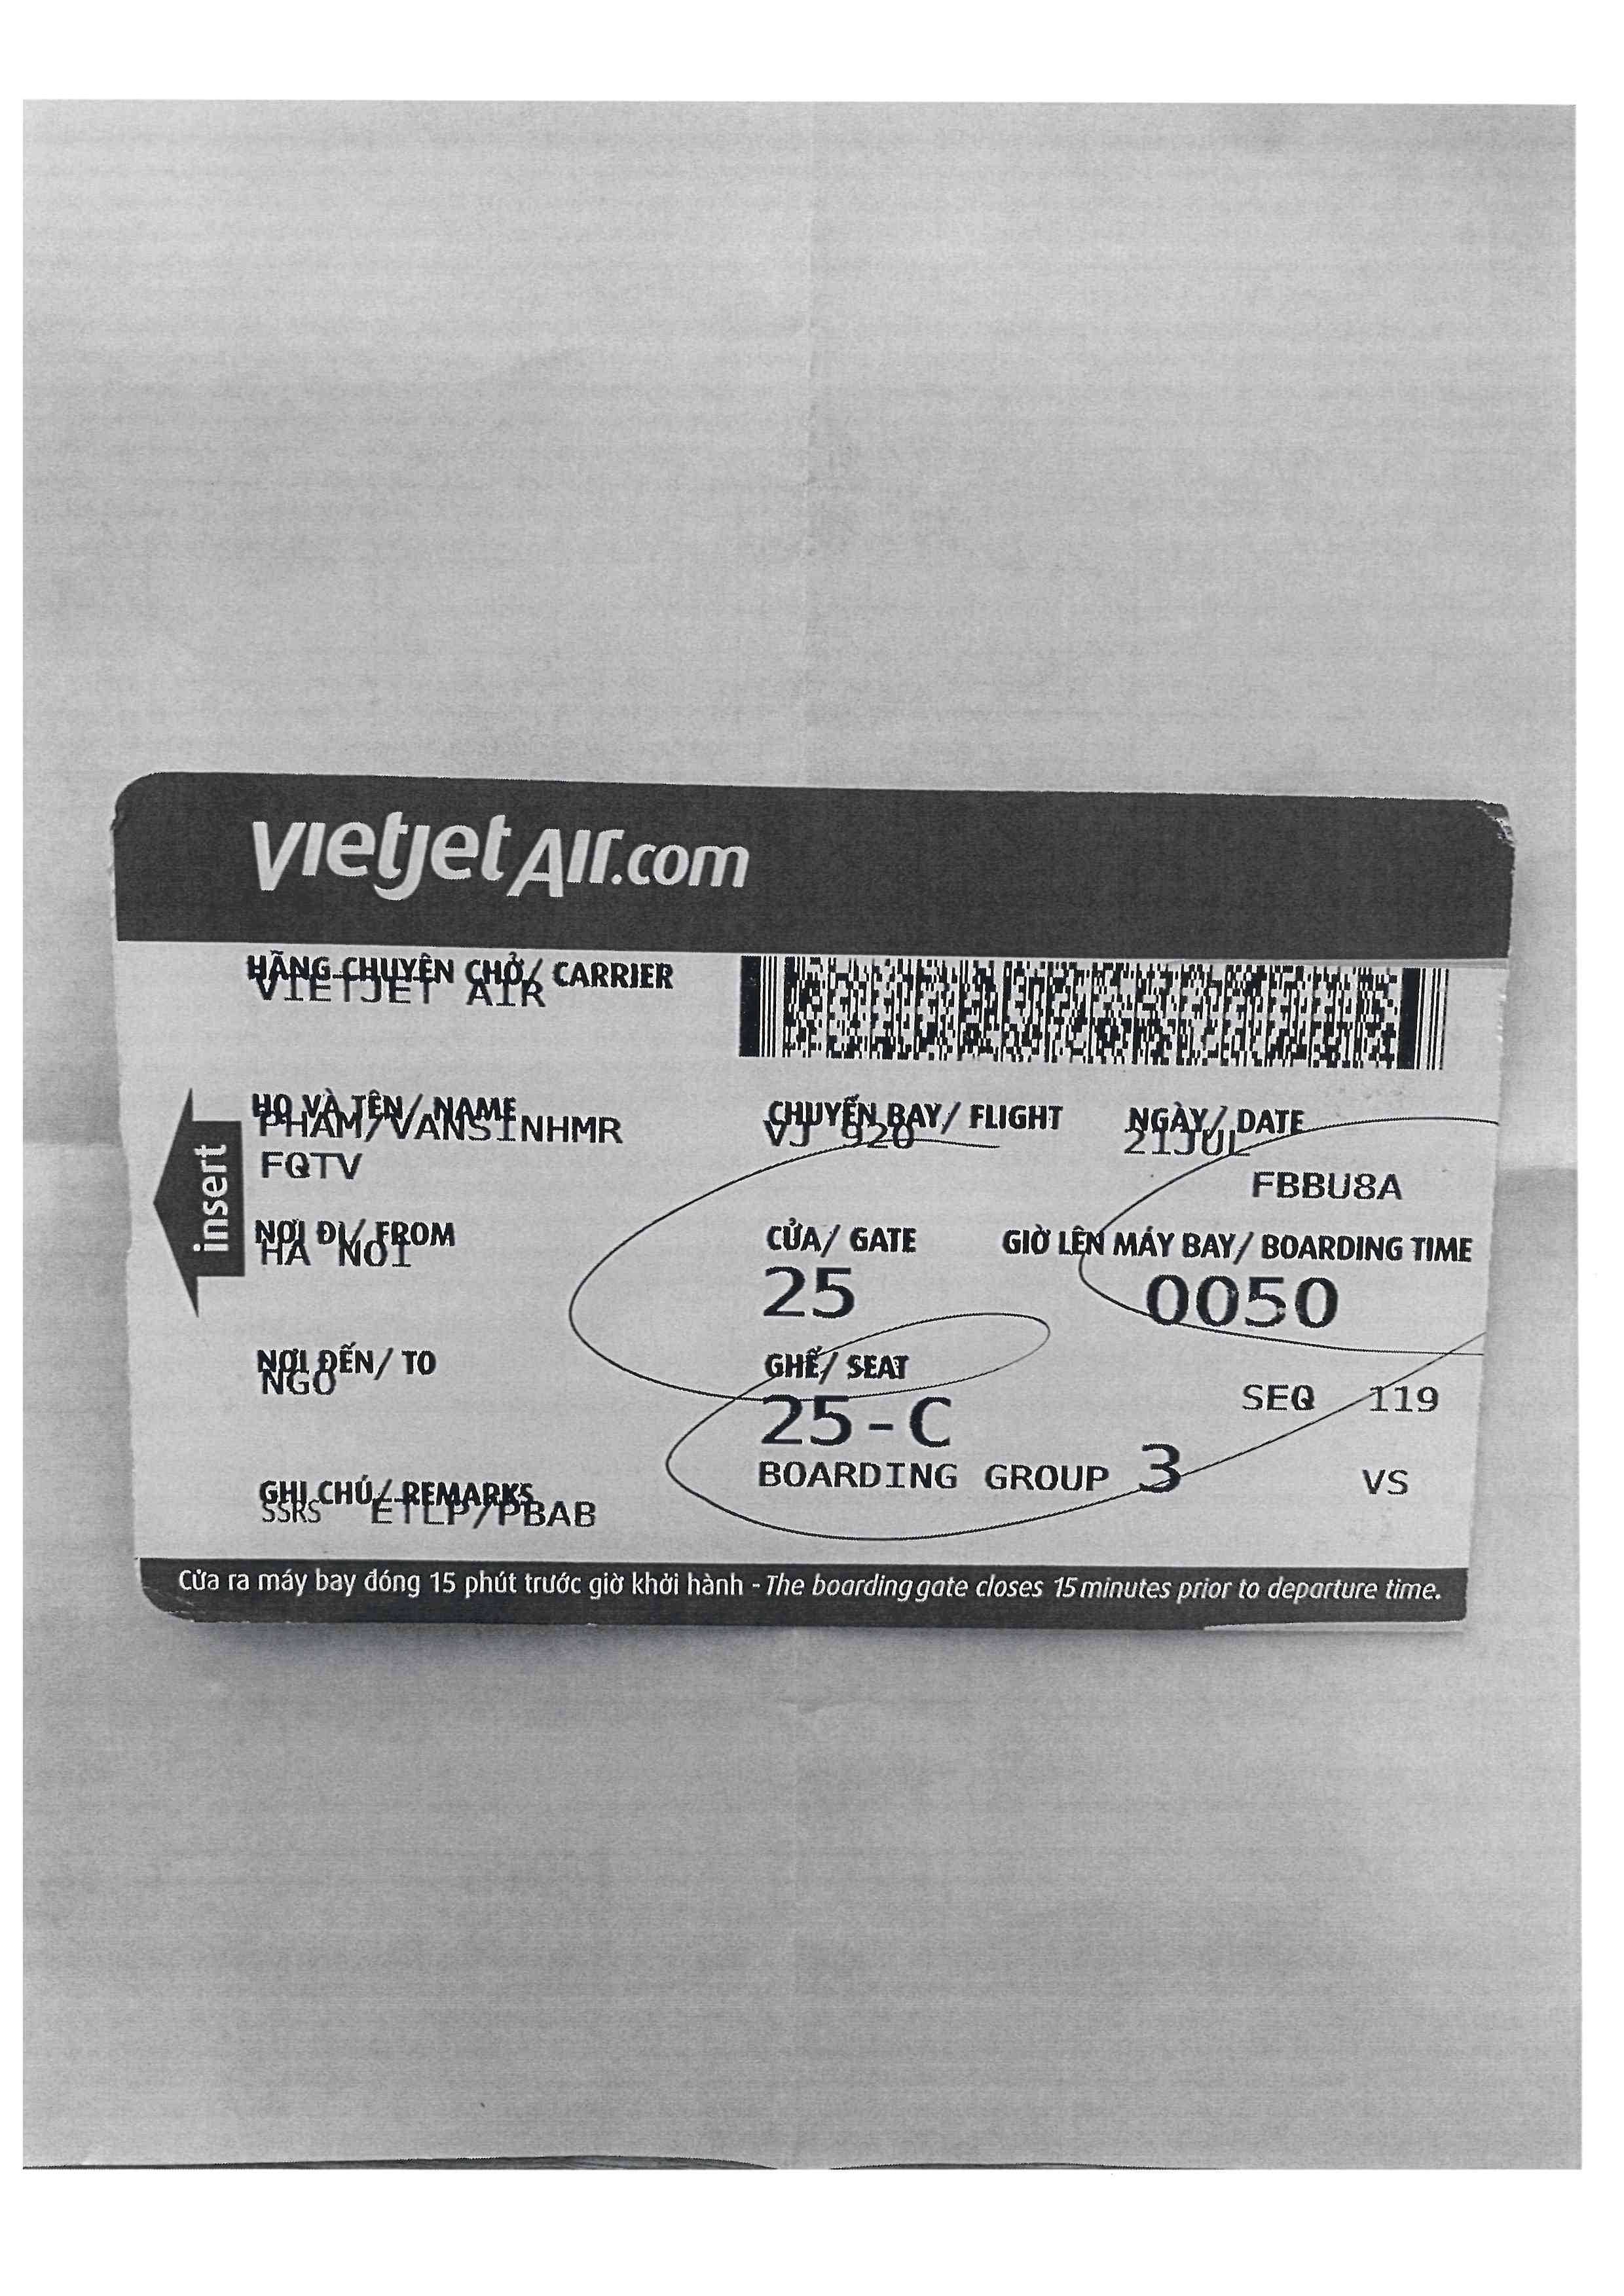 vietjetAir.com
HÃNG CHUYÊN CHỞ/ CARRIER
VIETJET AIR
HỌ VÀ TÊN/ NAME
PHAM/VANSINHMR
CHUYẾN BAY/ FLIGHT
VJ 920
NGÀY/ DATE
21JUL
FQTV
FBBU8A
insert
NƠI ĐI/ FROM
HA NOI
CỬA/ GATE
25
GIỜ LÊN MÁY BAY/ BOARDING TIME
0050
NƠI ĐẾN/ TO
NGO
GHẾ/ SEAT
25-C
SEQ 119
BOARDING GROUP 3
VS
GHI CHÚ/ REMARKS
SSRS ETLP/PBAB
Cửa ra máy bay đóng 15 phút trước giờ khởi hành - The boarding gate closes 15 minutes prior to departure time.